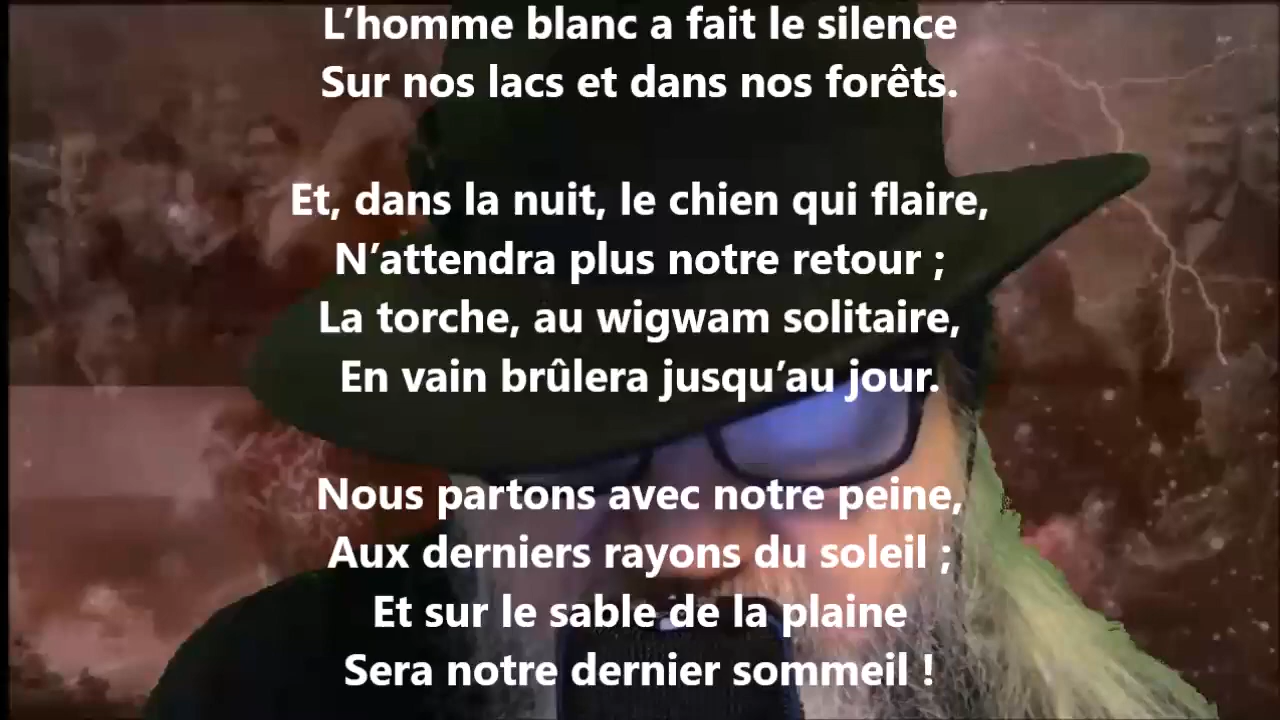 L’homme blanc a fait le silence
Sur nos lacs et dans nos forêts.
Et, dans la nuit, le chien qui flaire,
N’attendra plus notre retour ;
La torche, au wigwam solitaire,
En vain brûlera jusqu’au jour.
Nous partons avec notre peine,
Aux derniers rayons du soleil ;
Et sur le sable de la plaine
Sera notre dernier sommeil !